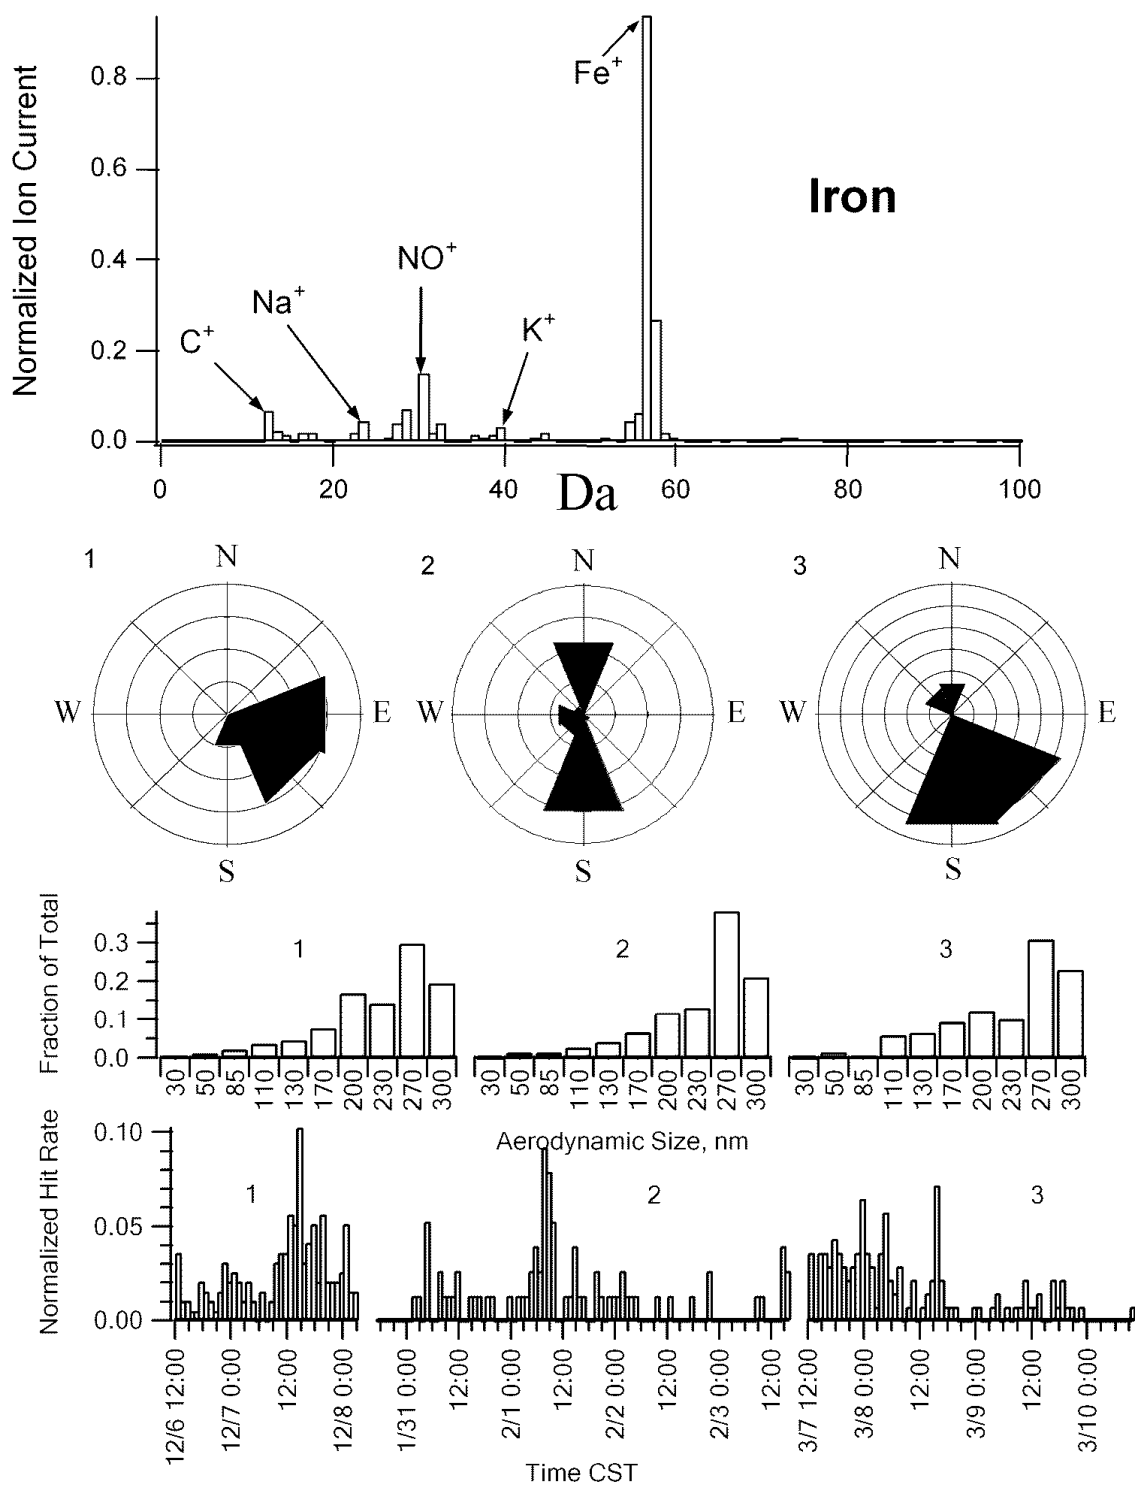 Normalized Ion Current
0.8
0.6
0.4
0.2
0.0
Fe+
Iron
NO+
Na+
K+
C+
0 20 40 60 80 100
Da
1 2 3
N N N
W E W E W E
S S S
Fraction of Total
0.3
0.2
0.1
0.0
1 2 3
30 50 85 110 130 170 200 230 270 300 30 50 85 110 130 170 200 230 270 300 30 50 85 110 130 170 200 230 270 300
Aerodynamic Size, nm
Normalized Hit Rate
0.10
0.05
0.00
1 2 3
12/6 12:00 12/7 0:00 12:00 12/8 0:00 1/31 0:00 12:00 2/1 0:00 12:00 2/2 0:00 12:00 2/3 0:00 12:00 3/7 12:00 3/8 0:00 12:00 3/9 0:00 12:00 3/10 0:00
Time CST